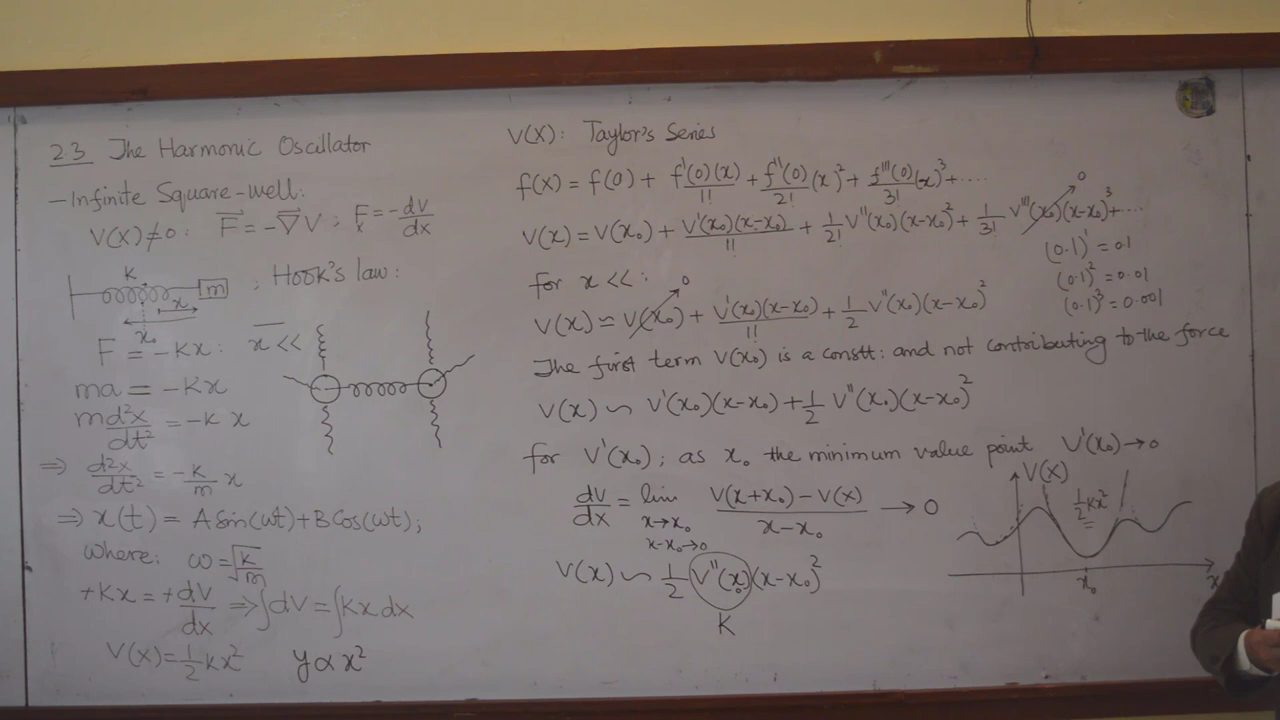 2.3 The Harmonic Oscillator
- Infinite Square-well:
V(x) ≠ 0: F⃗ = -∇⃗V ; Fx = -dV/dx
K
m
x
x₀
; Hook's law:
F = -Kx : x <<
ma = -Kx
m d²x/dt² = -K x
⇒ d²x/dt² = -k/m x
⇒ x(t) = A Sin(ωt) + B Cos(ωt);
Where; ω = √(k/m)
+Kx = +dV/dx ⇒ ∫dV = ∫Kx dx
V(x) = 1/2 kx² y ∝ x²
V(x): Taylor's Series
f(x) = f(0) + f'(0)(x)/1! + f''(0)/2! (x)² + f'''(0)/3! (x)³ + ....
V(x) = V(x₀) + V'(x₀)(x-x₀)/1! + 1/2! V''(x₀)(x-x₀)² + 1/3! V'''(x₀)(x-x₀)³ + ....
0
(0.1)¹ = 0.1
(0.1)² = 0.01
(0.1)³ = 0.001
for x << :
0
V(x) ≃ V(x₀) + V'(x₀)(x-x₀)/1! + 1/2 V''(x₀)(x-x₀)²
The first term V(x₀) is a constt: and not contributing to the force
V(x) ∽ V'(x₀)(x-x₀) + 1/2 V''(x₀)(x-x₀)²
for V'(x₀); as x₀ the minimum value point V'(x₀) → 0
dV/dx = lim x→x₀ x-x₀→0 V(x+x₀) - V(x) / x-x₀ → 0
V(x) ∽ 1/2 V''(x₀)(x-x₀)²
K
V(x)
1/2 kx²
x₀
x